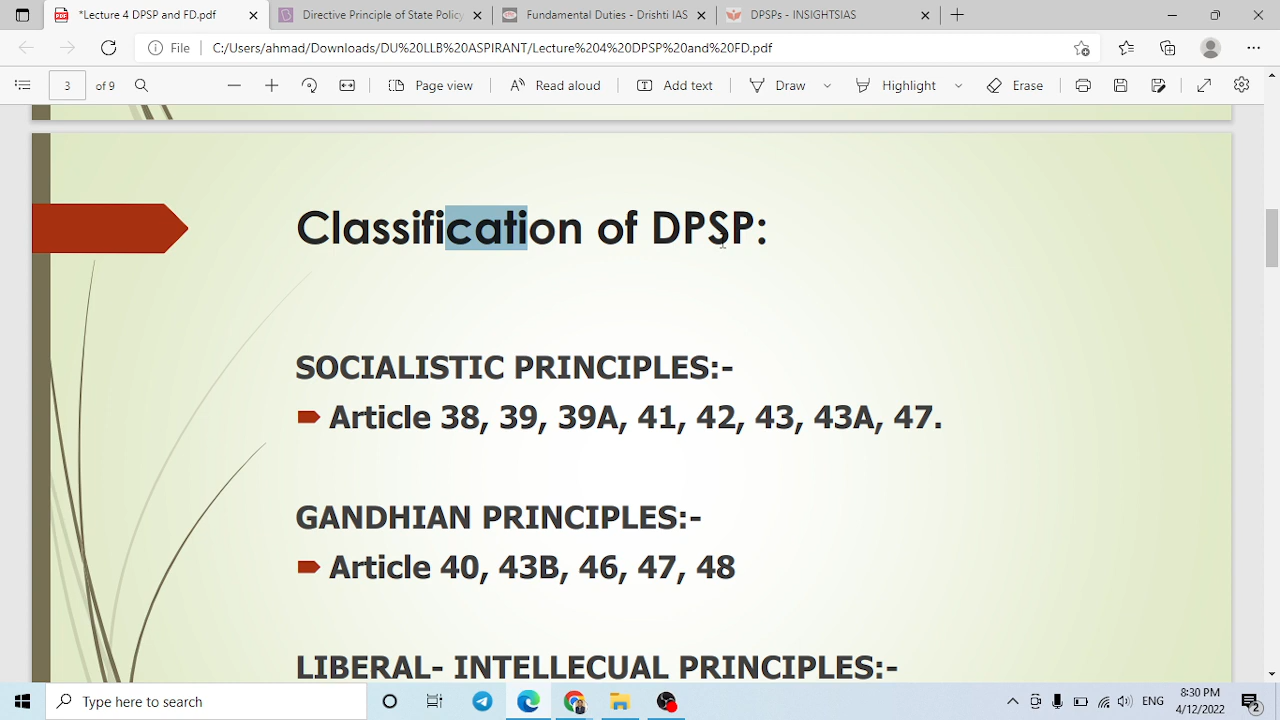 *Lecture 4 DPSP and FD.pdf
Directive Principle of State Policy
Fundamental Duties - Drishti IAS
DPSPs - INSIGHTSIAS
File
C:/Users/ahmad/Downloads/DU%20LLB%20ASPIRANT/Lecture%204%20DPSP%20and%20FD.pdf
3 of 9 Page view Read aloud Add text Draw Highlight Erase
Classification of DPSP:
SOCIALISTIC PRINCIPLES:-
Article 38, 39, 39A, 41, 42, 43, 43A, 47.
GANDHIAN PRINCIPLES:-
Article 40, 43B, 46, 47, 48
LIBERAL- INTELLECUAL PRINCIPLES:-
Type here to search
ENG
3:30 PM
4/12/2022
2